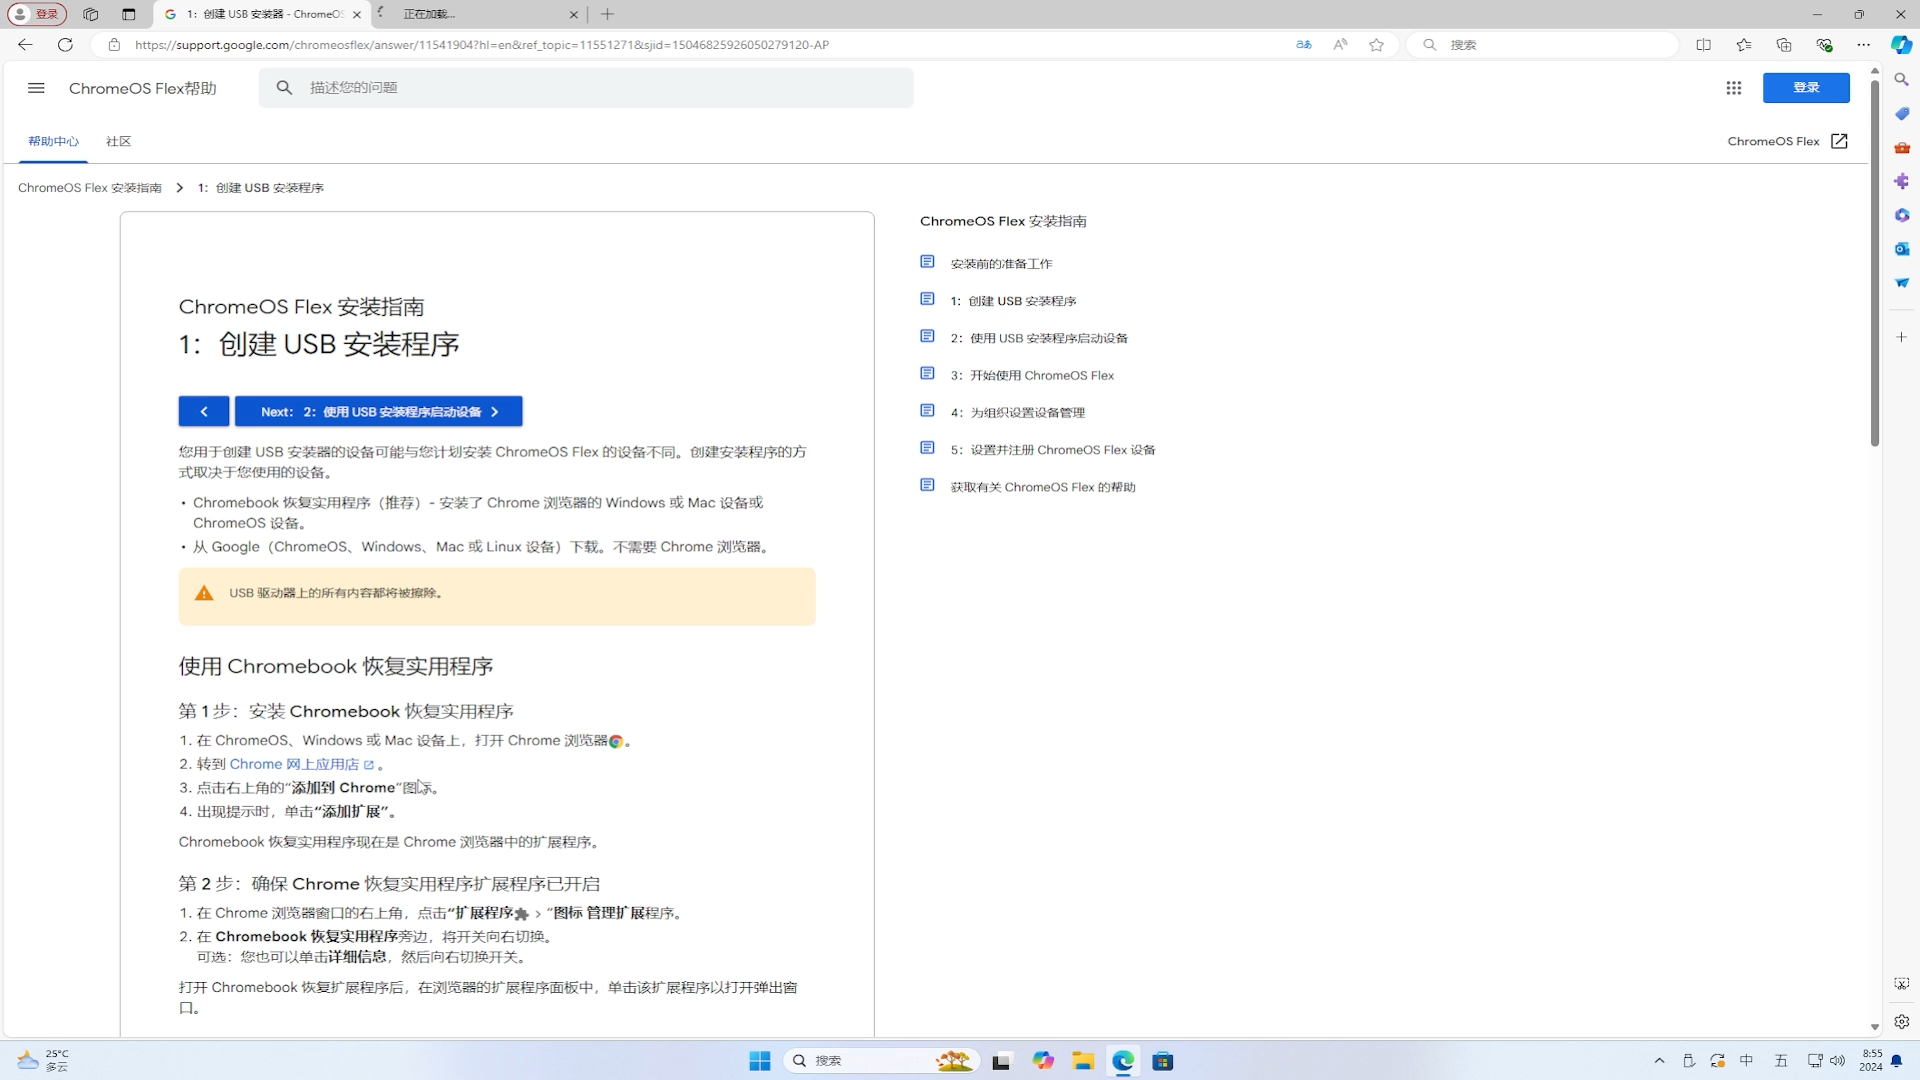 登录
1：创建 USB 安装器 - ChromeOS
正在加载...
https://support.google.com/chromeosflex/answer/11541904?hl=en&ref_topic=11551271&sjid=15046825926050279120-AP
搜索
ChromeOS Flex帮助
描述您的问题
登录
帮助中心
社区
ChromeOS Flex
ChromeOS Flex 安装指南
1：创建 USB 安装程序
ChromeOS Flex 安装指南
1：创建 USB 安装程序
Next： 2：使用 USB 安装程序启动设备
您用于创建 USB 安装器的设备可能与您计划安装 ChromeOS Flex 的设备不同。创建安装程序的方
式取决于您使用的设备。
• Chromebook 恢复实用程序（推荐）- 安装了 Chrome 浏览器的 Windows 或 Mac 设备或
ChromeOS 设备。
• 从 Google（ChromeOS、Windows、Mac 或 Linux 设备）下载。不需要 Chrome 浏览器。
USB 驱动器上的所有内容都将被擦除。
使用 Chromebook 恢复实用程序
第 1 步：安装 Chromebook 恢复实用程序
1. 在 ChromeOS、Windows 或 Mac 设备上，打开 Chrome 浏览器。
2. 转到 Chrome 网上应用店 。
3. 点击右上角的“添加到 Chrome”图标。
4. 出现提示时，单击“添加扩展”。
Chromebook 恢复实用程序现在是 Chrome 浏览器中的扩展程序。
第 2 步：确保 Chrome 恢复实用程序扩展程序已开启
1. 在 Chrome 浏览器窗口的右上角，点击“扩展程序 > “图标 管理扩展程序。
2. 在 Chromebook 恢复实用程序旁边，将开关向右切换。
可选：您也可以单击详细信息，然后向右切换开关。
打开 Chromebook 恢复扩展程序后，在浏览器的扩展程序面板中，单击该扩展程序以打开弹出窗
口。
ChromeOS Flex 安装指南
安装前的准备工作
1：创建 USB 安装程序
2：使用 USB 安装程序启动设备
3：开始使用 ChromeOS Flex
4：为组织设置设备管理
5：设置并注册 ChromeOS Flex 设备
获取有关 ChromeOS Flex 的帮助
25°C
多云
搜索
中
五
8:55
2024